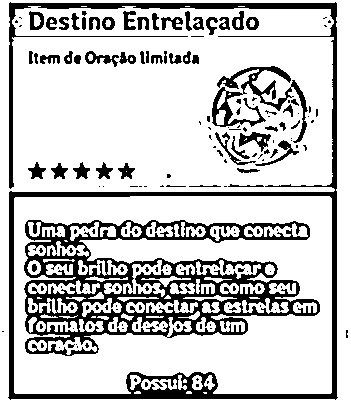 Destino Entrelaçado
Item de Oração limitada
Uma pedra do destino que conecta
sonhos.
O seu brilho pode entrelaçar e
conectar sonhos, assim como seu
brilho pode conectar as estrelas em
formatos de desejos de um
coração.
Possui: 84